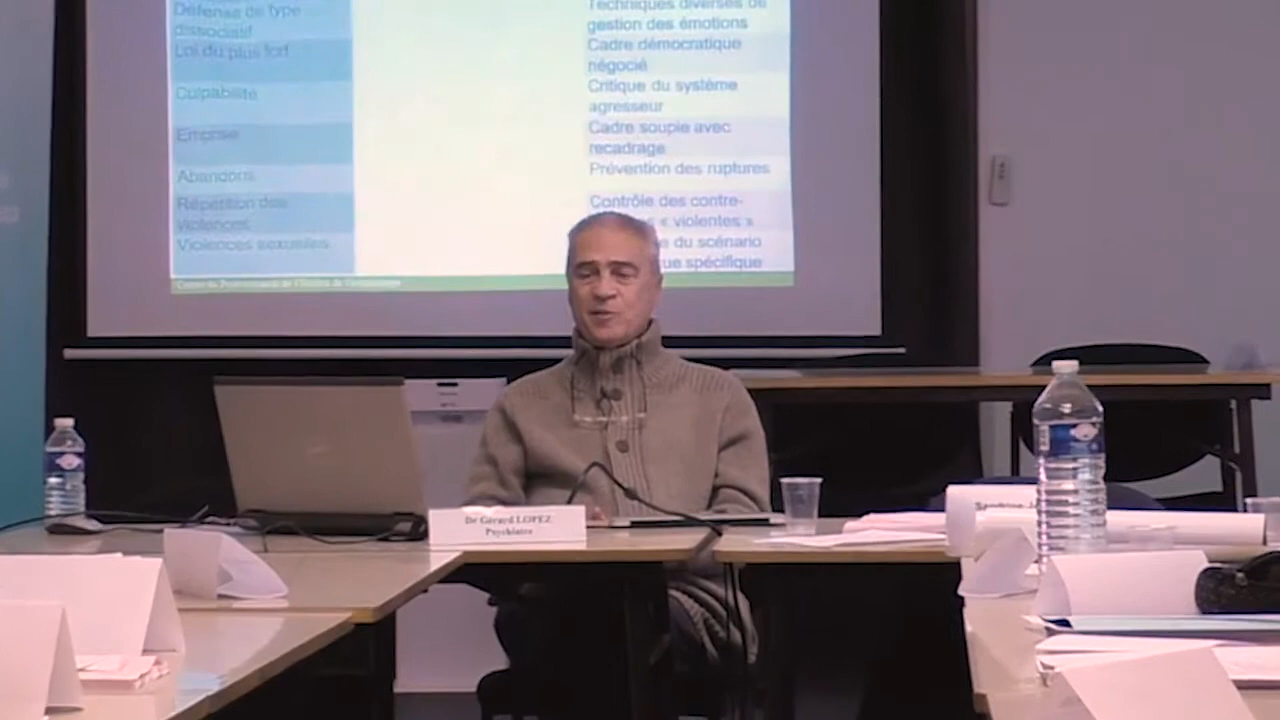 Défense de type
dissociatif
Loi du plus fort
Culpabilité
Emprise
Abandons
Répétition des
violences
Violences sexuelles
Techniques diverses de
gestion des émotions
Cadre démocratique
négocié
Critique du système
agresseur
Cadre souple avec
recadrage
Prévention des ruptures
Contrôle des contre-
« violentes »
du scénario
spécifique
Dr Gérard LOPEZ
Psychiatre